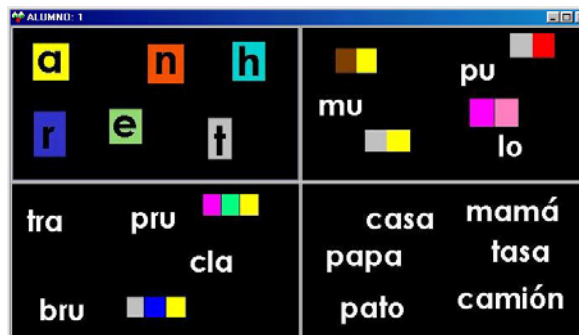 ALUMNO: 1
a n h
r e t
pu
mu
lo
tra pru
cla
bru
casa mamá
papa tasa
pato camión